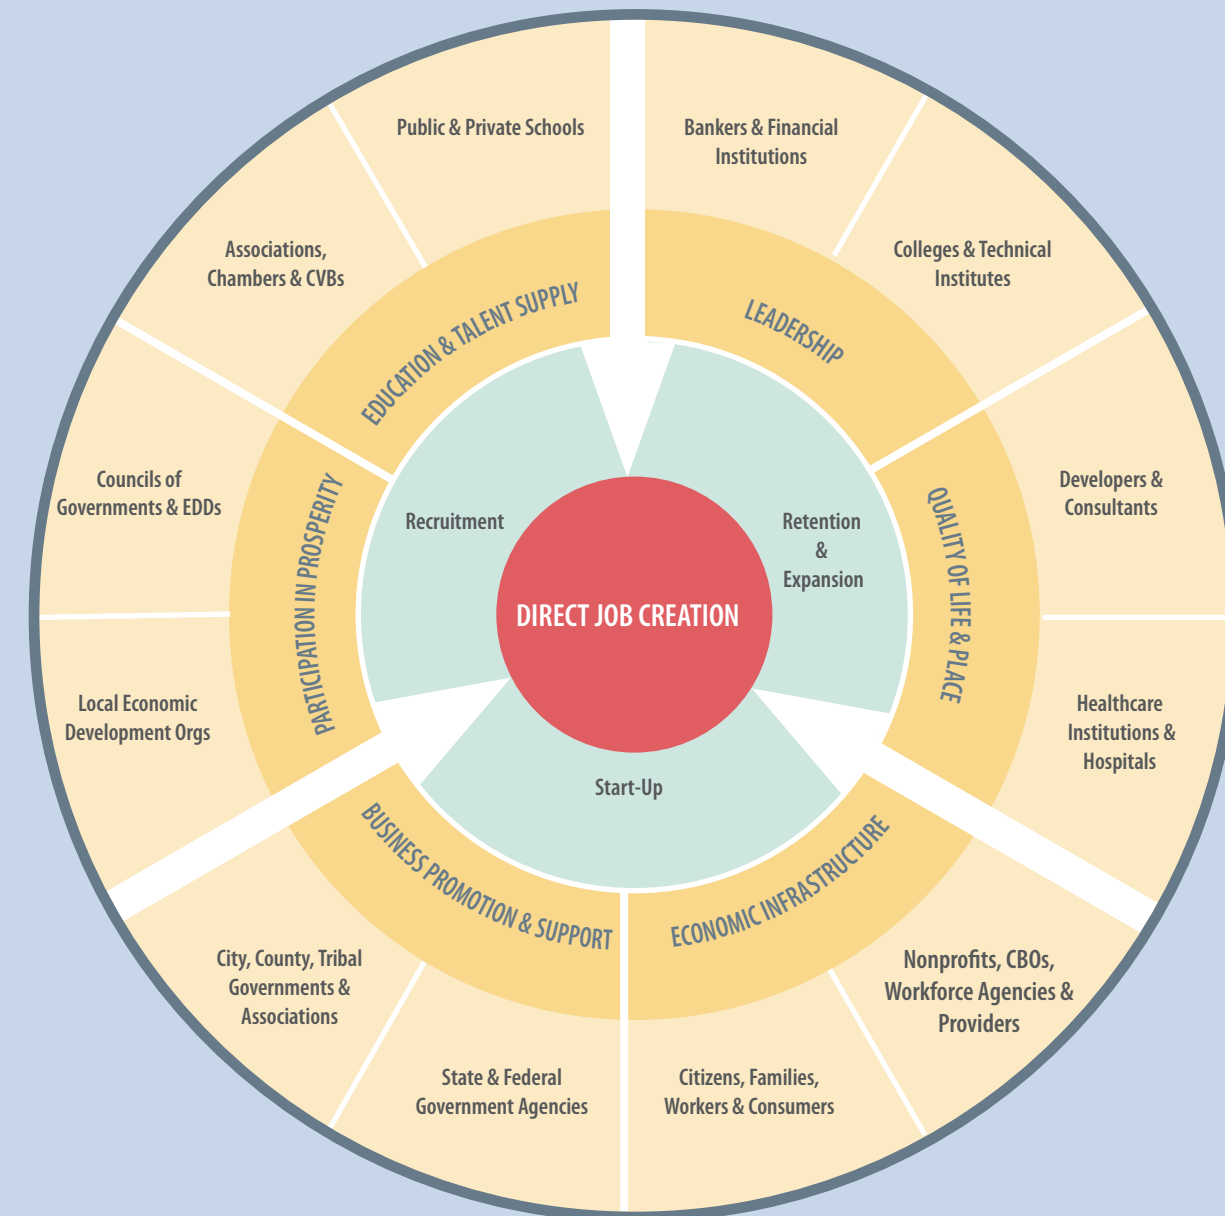 Public & Private Schools
Bankers & Financial
Institutions
Associations,
Chambers & CVBs
Colleges & Technical
Institutes
EDUCATION & TALENT SUPPLY
LEADERSHIP
Councils of
Governments & EDDs
PARTICIPATION IN PROSPERITY
Recruitment
Retention
&
Expansion
QUALITY OF LIFE & PLACE
Developers &
Consultants
DIRECT JOB CREATION
Local Economic
Development Orgs
Healthcare
Institutions &
Hospitals
Start-Up
BUSINESS PROMOTION & SUPPORT
ECONOMIC INFRASTRUCTURE
City, County, Tribal
Governments &
Associations
Nonprofits, CBOs,
Workforce Agencies &
Providers
State & Federal
Government Agencies
Citizens, Families,
Workers & Consumers